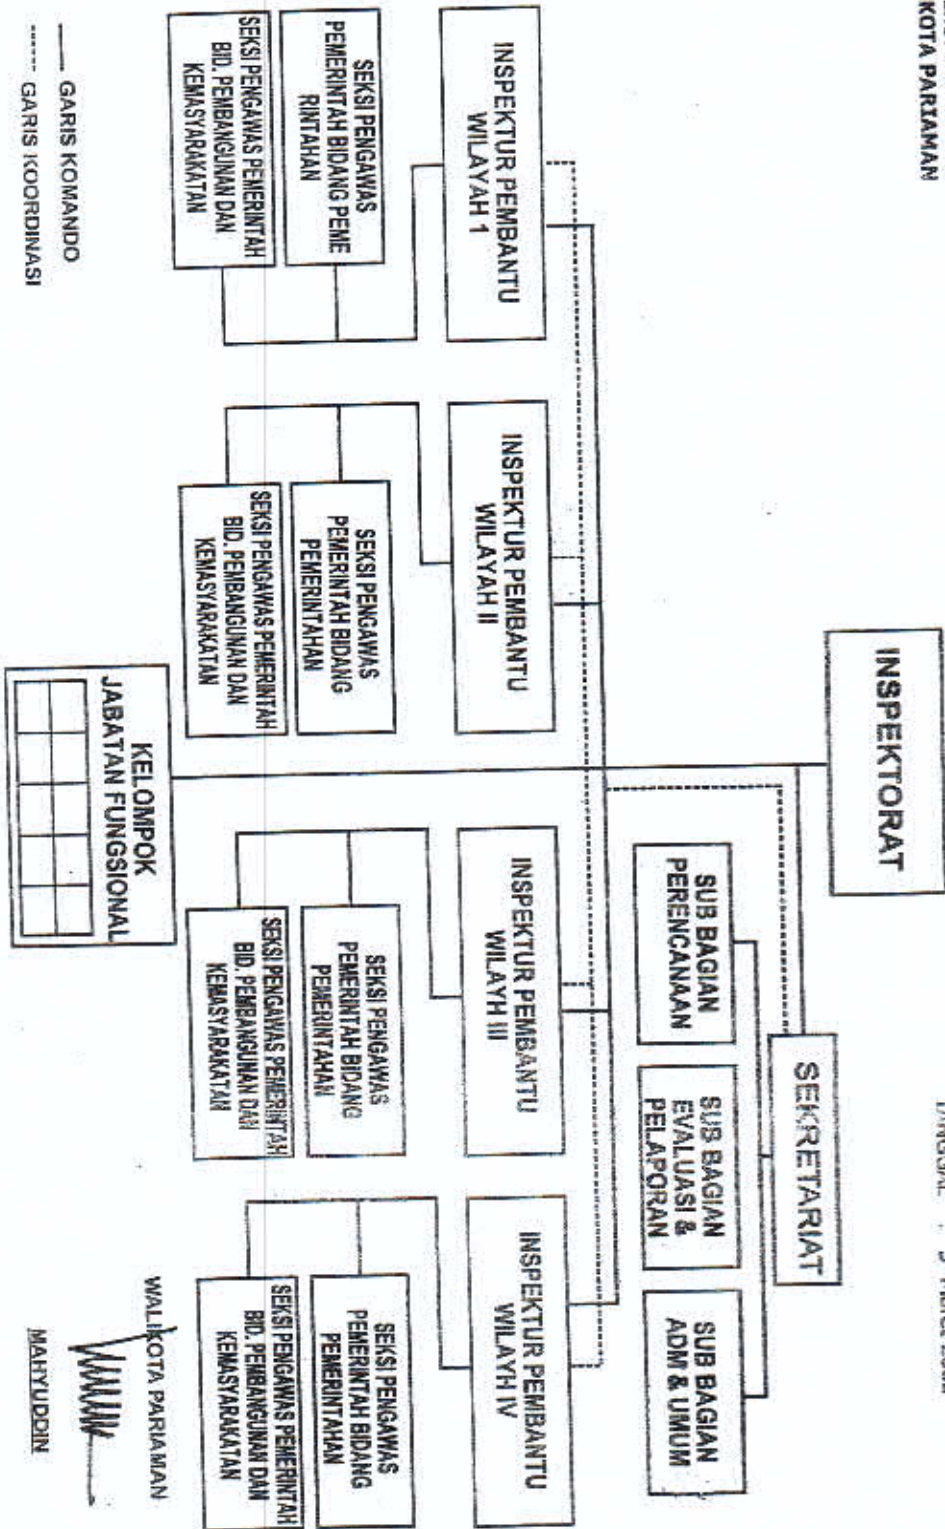 KOTA PARIAMAN
INSPEKTORAT
SEKRETARIAT
SUB BAGIAN
PERENCANAAN
SUB BAGIAN
EVALUASI &
PELAPORAN
SUB BAGIAN
ADM & UMUM
INSPEKTUR PEMBANTU
WILAYAH 1
INSPEKTUR PEMBANTU
WILAYAH II
INSPEKTUR PEMBANTU
WILAYH III
INSPEKTUR PEMBANTU
WILAYH IV
SEKSI PENGAWAS
PEMERINTAH BIDANG PEME
RINTAHAN
SEKSI PENGAWAS
PEMERINTAH BIDANG
PEMERINTAHAN
SEKSI PENGAWAS
PEMERINTAH BIDANG
PEMERINTAHAN
SEKSI PENGAWAS
PEMERINTAH BIDANG
PEMERINTAHAN
SEKSI PENGAWAS PEMERINTAH
BID. PEMBANGUNAN DAN
KEMASYARAKATAN
SEKSI PENGAWAS PEMERINTAH
BID. PEMBANGUNAN DAN
KEMASYARAKATAN
SEKSI PENGAWAS PEMERINTAH
BID. PEMBANGUNAN DAN
KEMASYARAKATAN
SEKSI PENGAWAS PEMERINTAH
BID. PEMBANGUNAN DAN
KEMASYARAKATAN
KELOMPOK
JABATAN FUNGSIONAL
GARIS KOMANDO
GARIS KOORDINASI
WALIKOTA PARIAMAN
MAHYUDDIN